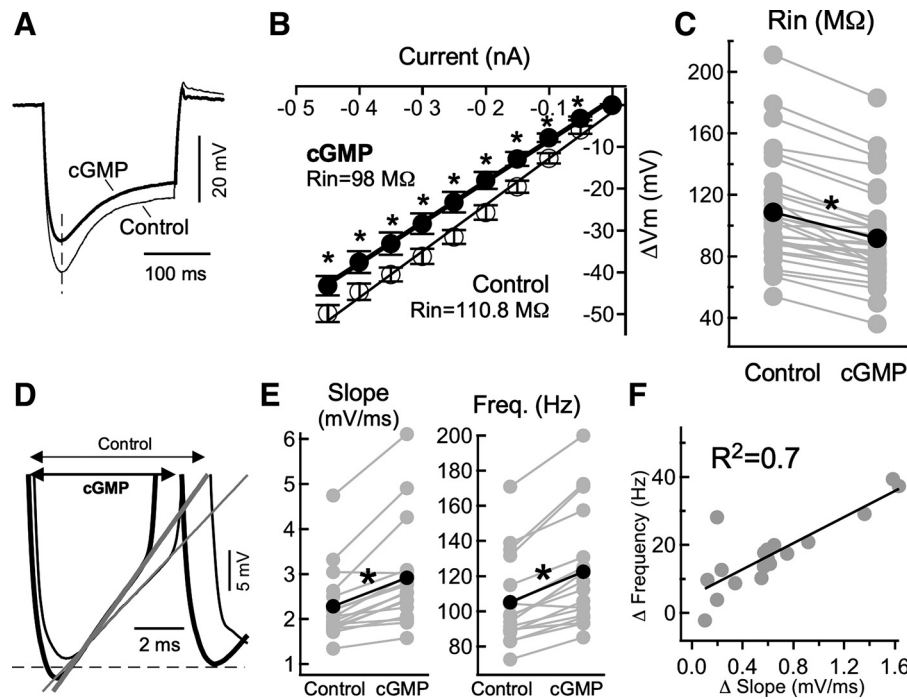 A
cGMP
Control
20 mV
100 ms
B
Current (nA)
-0.5 -0.4 -0.3 -0.2 -0.1
* * * * * * * * *
cGMP
Rin=98 MΩ
Control
Rin=110.8 MΩ
-10
-20
-30
-40
-50
ΔVm (mV)
C
Rin (MΩ)
200
160
120
80
40
*
Control cGMP
D
Control
cGMP
5 mV
2 ms
E
Slope
(mV/ms)
6
5
4
3
2
1
*
Control cGMP
Freq. (Hz)
200
180
160
140
120
100
80
*
Control cGMP
F
R²=0.7
Δ Frequency (Hz)
40
20
0
0.0 0.4 0.8 1.2 1.6
Δ Slope (mV/ms)